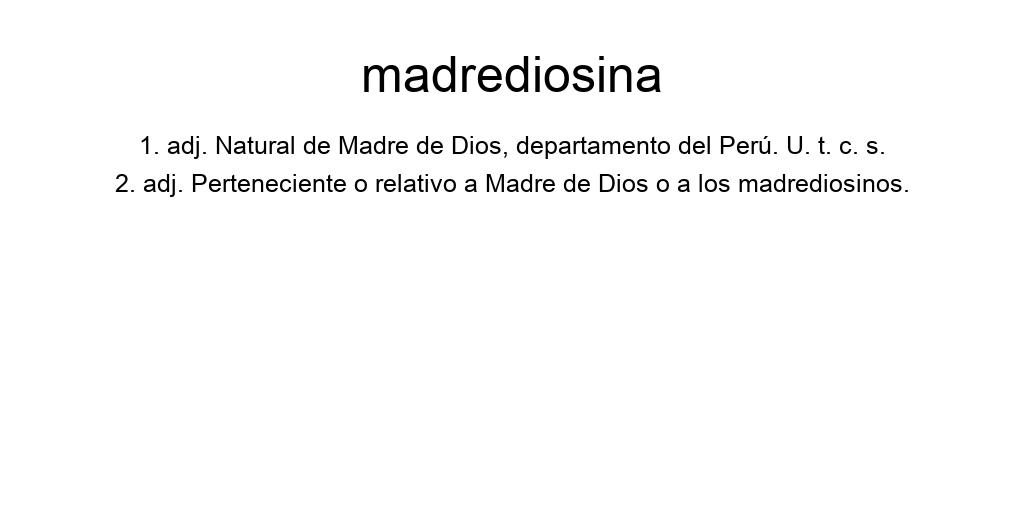 madrediosina
1. adj. Natural de Madre de Dios, departamento del Perú. U. t. c. s.
2. adj. Perteneciente o relativo a Madre de Dios o a los madrediosinos.